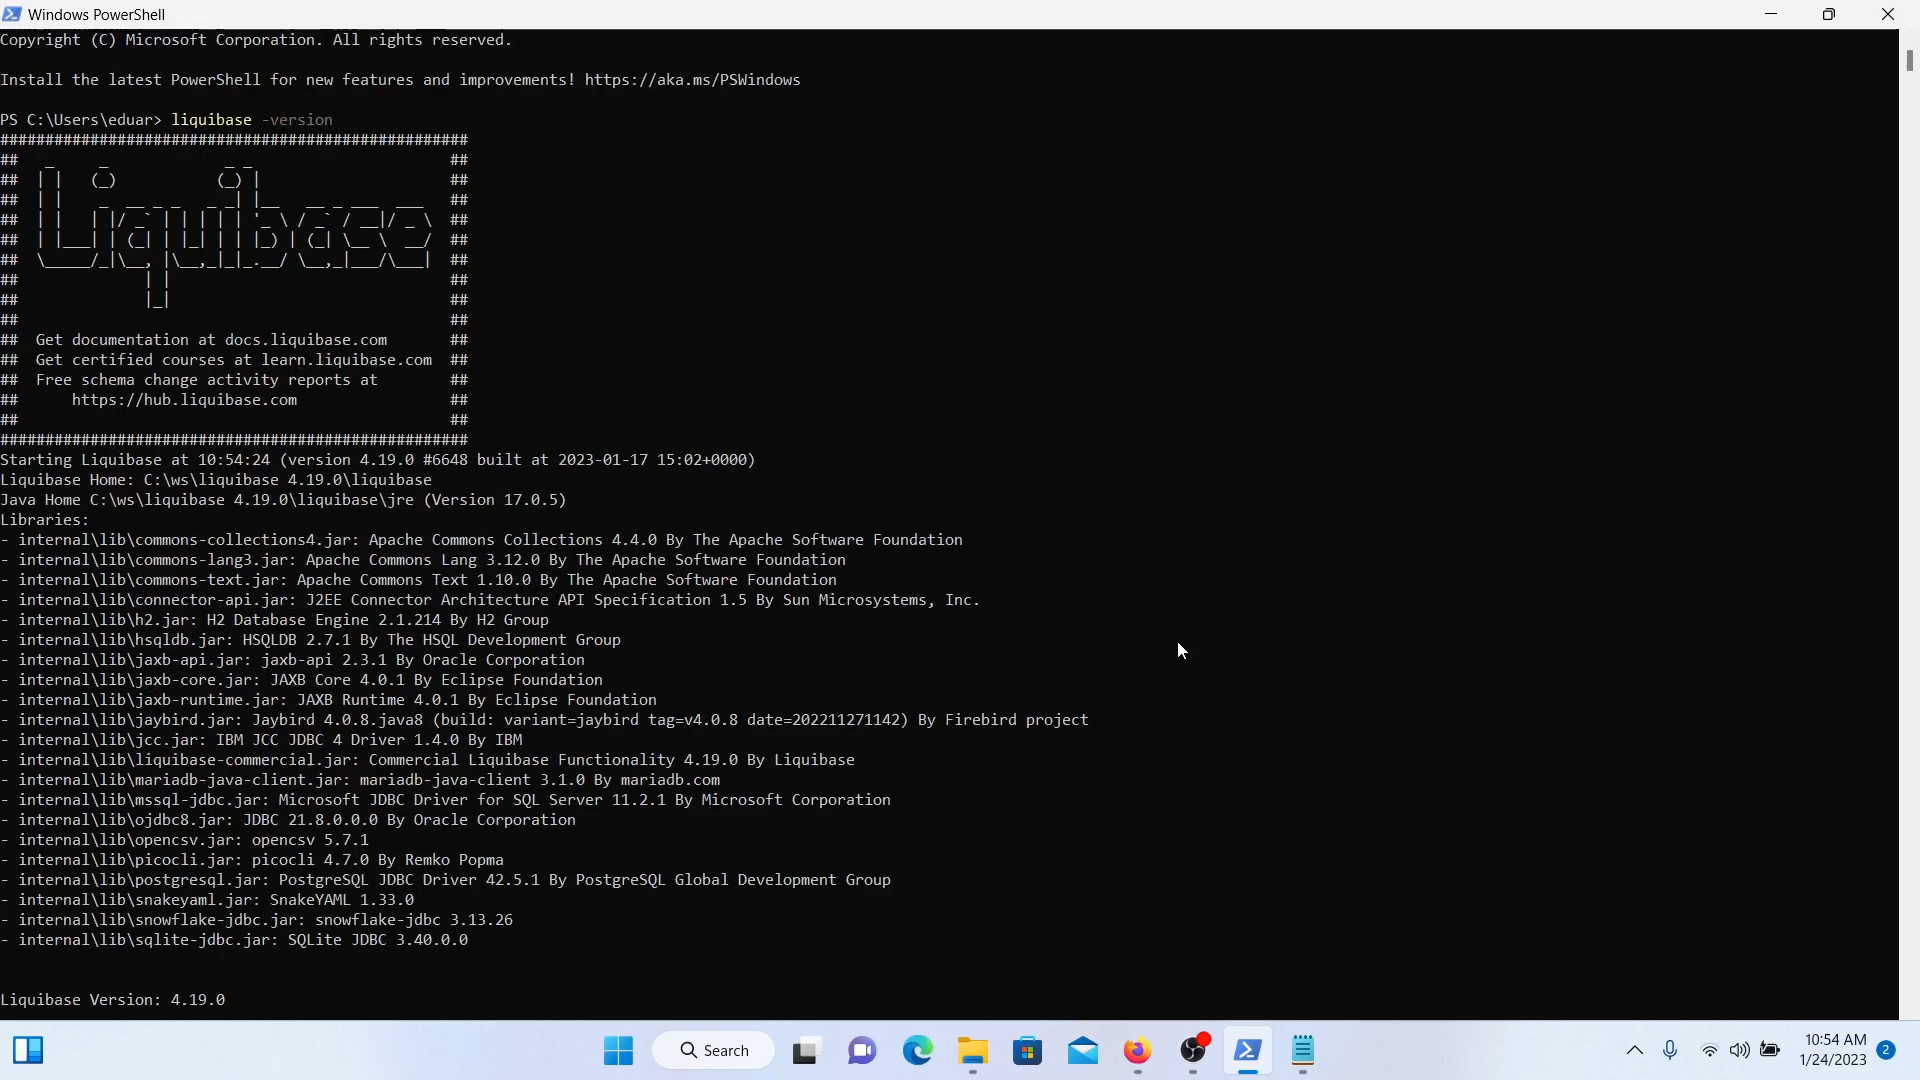 Windows PowerShell
Copyright (C) Microsoft Corporation. All rights reserved.
Install the latest PowerShell for new features and improvements! https://aka.ms/PSWindows
PS C:\Users\eduar> liquibase -version
####################################################
##                                                ##
Liquibase
##  Get documentation at docs.liquibase.com       ##
##  Get certified courses at learn.liquibase.com  ##
##  Free schema change activity reports at        ##
##      https://hub.liquibase.com                 ##
##                                                ##
####################################################
Starting Liquibase at 10:54:24 (version 4.19.0 #6648 built at 2023-01-17 15:02+0000)
Liquibase Home: C:\ws\liquibase 4.19.0\liquibase
Java Home C:\ws\liquibase 4.19.0\liquibase\jre (Version 17.0.5)
Libraries:
- internal\lib\commons-collections4.jar: Apache Commons Collections 4.4.0 By The Apache Software Foundation
- internal\lib\commons-lang3.jar: Apache Commons Lang 3.12.0 By The Apache Software Foundation
- internal\lib\commons-text.jar: Apache Commons Text 1.10.0 By The Apache Software Foundation
- internal\lib\connector-api.jar: J2EE Connector Architecture API Specification 1.5 By Sun Microsystems, Inc.
- internal\lib\h2.jar: H2 Database Engine 2.1.214 By H2 Group
- internal\lib\hsqldb.jar: HSQLDB 2.7.1 By The HSQL Development Group
- internal\lib\jaxb-api.jar: jaxb-api 2.3.1 By Oracle Corporation
- internal\lib\jaxb-core.jar: JAXB Core 4.0.1 By Eclipse Foundation
- internal\lib\jaxb-runtime.jar: JAXB Runtime 4.0.1 By Eclipse Foundation
- internal\lib\jaybird.jar: Jaybird 4.0.8.java8 (build: variant=jaybird tag=v4.0.8 date=202211271142) By Firebird project
- internal\lib\jcc.jar: IBM JCC JDBC 4 Driver 1.4.0 By IBM
- internal\lib\liquibase-commercial.jar: Commercial Liquibase Functionality 4.19.0 By Liquibase
- internal\lib\mariadb-java-client.jar: mariadb-java-client 3.1.0 By mariadb.com
- internal\lib\mssql-jdbc.jar: Microsoft JDBC Driver for SQL Server 11.2.1 By Microsoft Corporation
- internal\lib\ojdbc8.jar: JDBC 21.8.0.0.0 By Oracle Corporation
- internal\lib\opencsv.jar: opencsv 5.7.1
- internal\lib\picocli.jar: picocli 4.7.0 By Remko Popma
- internal\lib\postgresql.jar: PostgreSQL JDBC Driver 42.5.1 By PostgreSQL Global Development Group
- internal\lib\snakeyaml.jar: SnakeYAML 1.33.0
- internal\lib\snowflake-jdbc.jar: snowflake-jdbc 3.13.26
- internal\lib\sqlite-jdbc.jar: SQLite JDBC 3.40.0.0
Liquibase Version: 4.19.0
Search
10:54 AM
1/24/2023
2